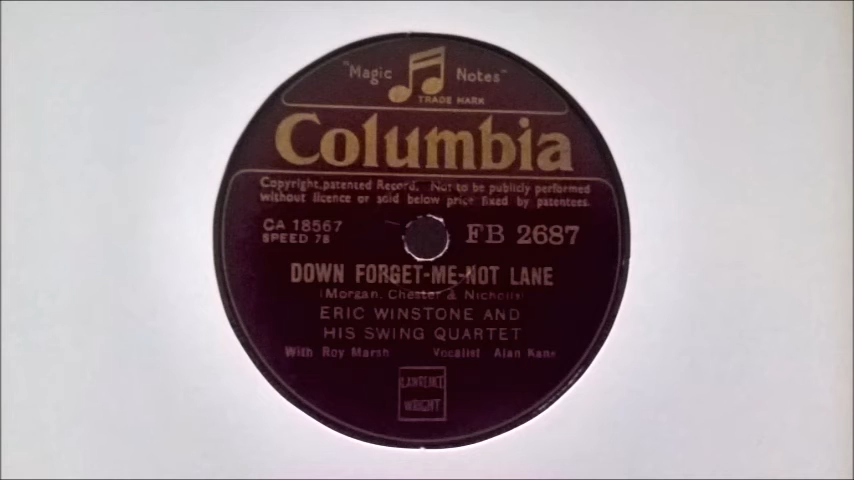 "Magic Notes"
TRADE MARK
Columbia
Copyright,patented Record. Not to be publicly performed
without licence or sold below price fixed by patentees.
CA 18567
SPEED 78
FB 2687
DOWN FORGET-ME-NOT LANE
(Morgan, Chester & Nicholls)
ERIC WINSTONE AND
HIS SWING QUARTET
With Roy Marsh Vocalist Alan Kane
LAWRENCE
WRIGHT